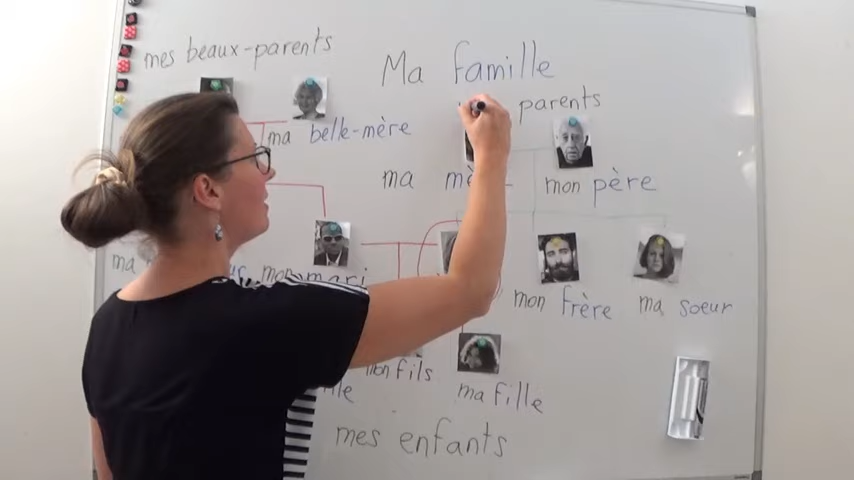 mes beaux-parents
Ma famille
parents
ma belle-mère
ma
mon père
ma
mon mari
mon frère
ma soeur
mon fils
ma fille
mes enfants